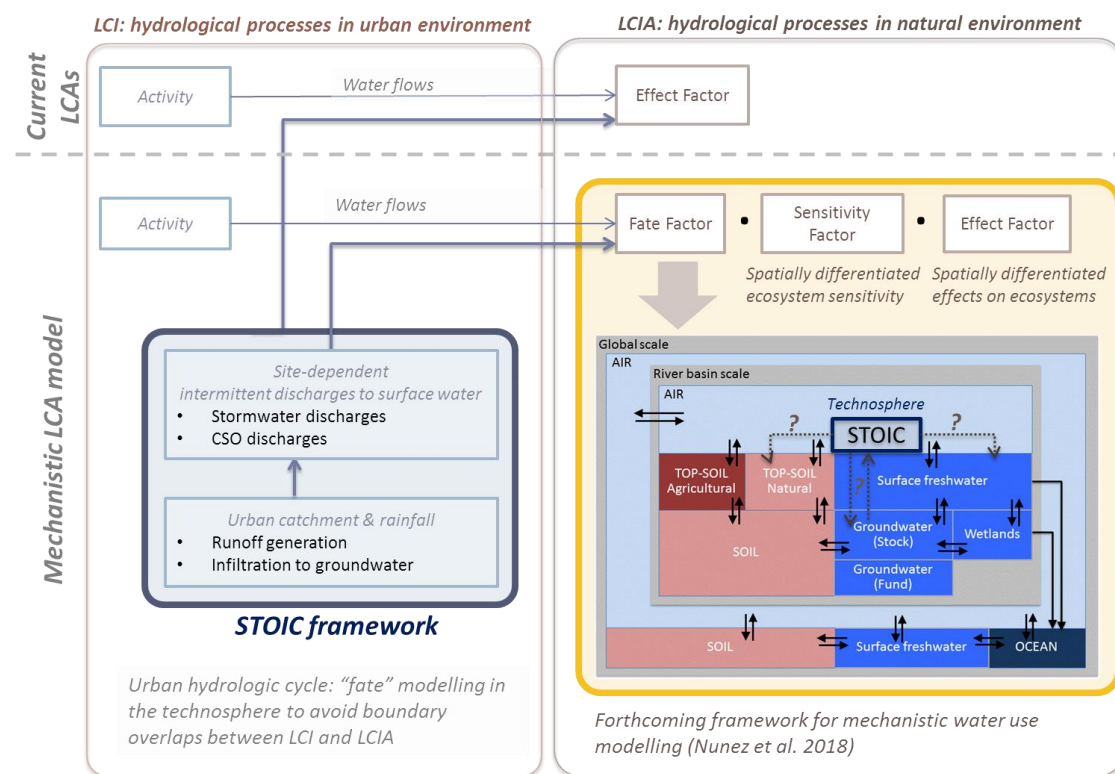 LCI: hydrological processes in urban environment
LCIA: hydrological processes in natural environment
Current
LCAs
Activity
Water flows
Effect Factor
Mechanistic LCA model
Activity
Water flows
Fate Factor
•
Sensitivity
Factor
•
Effect Factor
Spatially differentiated
ecosystem sensitivity
Spatially differentiated
effects on ecosystems
Site-dependent
intermittent discharges to surface water
• Stormwater discharges
• CSO discharges
Urban catchment & rainfall
• Runoff generation
• Infiltration to groundwater
STOIC framework
Urban hydrologic cycle: “fate” modelling in
the technosphere to avoid boundary
overlaps between LCI and LCIA
Global scale
AIR
River basin scale
AIR
Technosphere
?
STOIC
?
?
TOP-SOIL
Agricultural
TOP-SOIL
Natural
Surface freshwater
SOIL
Groundwater
(Stock)
Wetlands
Groundwater
(Fund)
SOIL
Surface freshwater
OCEAN
Forthcoming framework for mechanistic water use
modelling (Nunez et al. 2018)